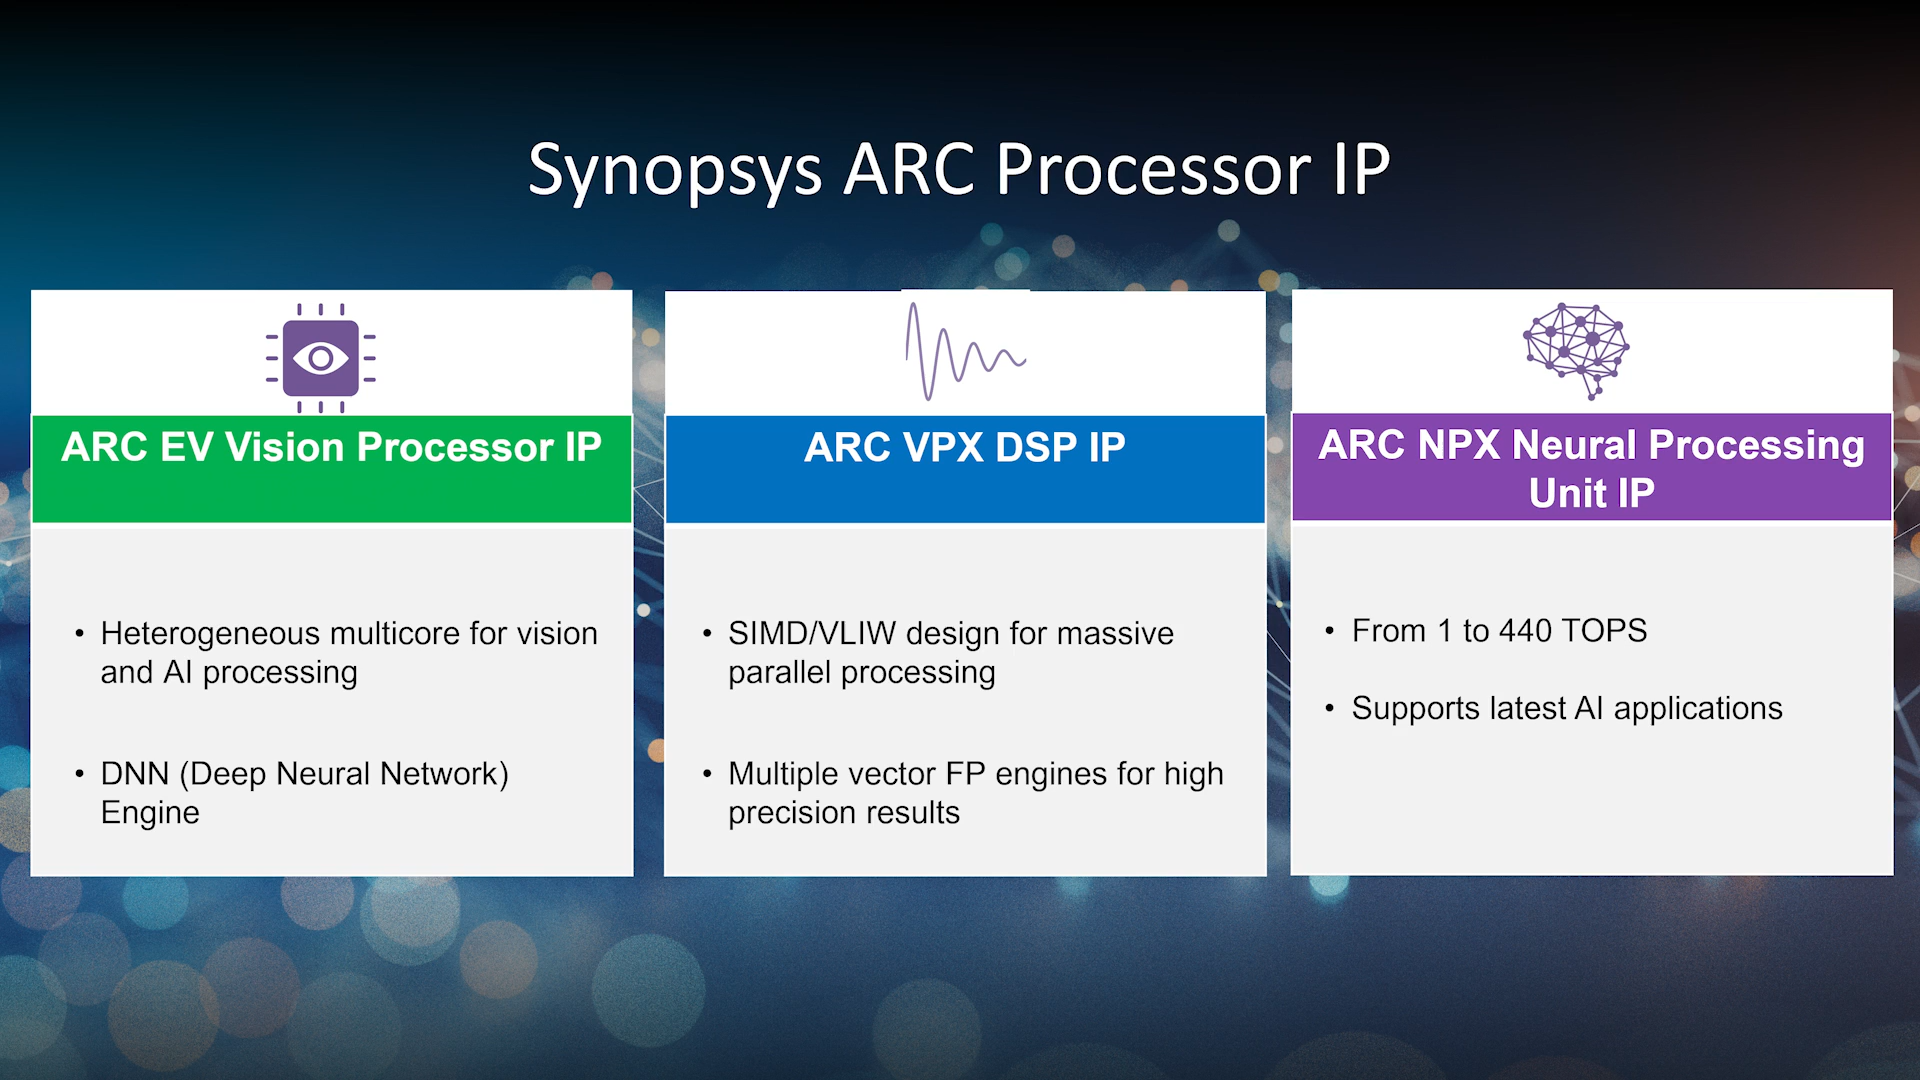 Synopsys ARC Processor IP
ARC EV Vision Processor IP
• Heterogeneous multicore for vision
and AI processing
• DNN (Deep Neural Network)
Engine
ARC VPX DSP IP
• SIMD/VLIW design for massive
parallel processing
• Multiple vector FP engines for high
precision results
ARC NPX Neural Processing
Unit IP
• From 1 to 440 TOPS
• Supports latest AI applications